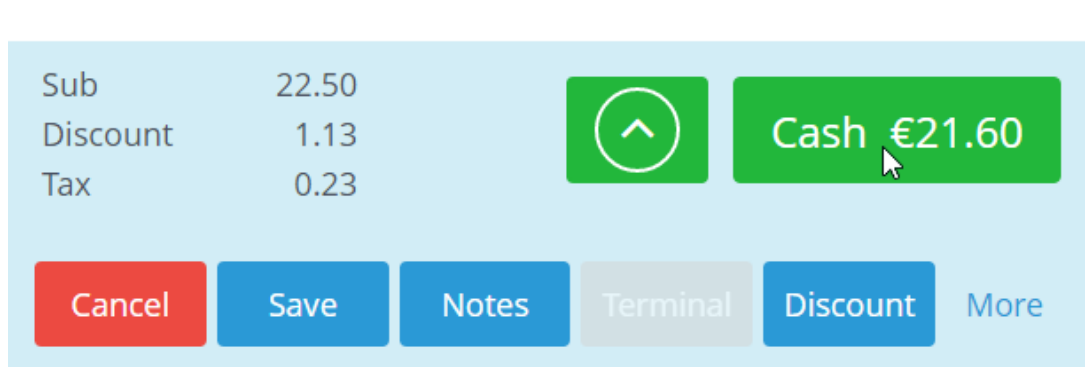 Sub 22.50
Discount 1.13
Tax 0.23
Cash €21.60
Cancel Save Notes Terminal Discount More